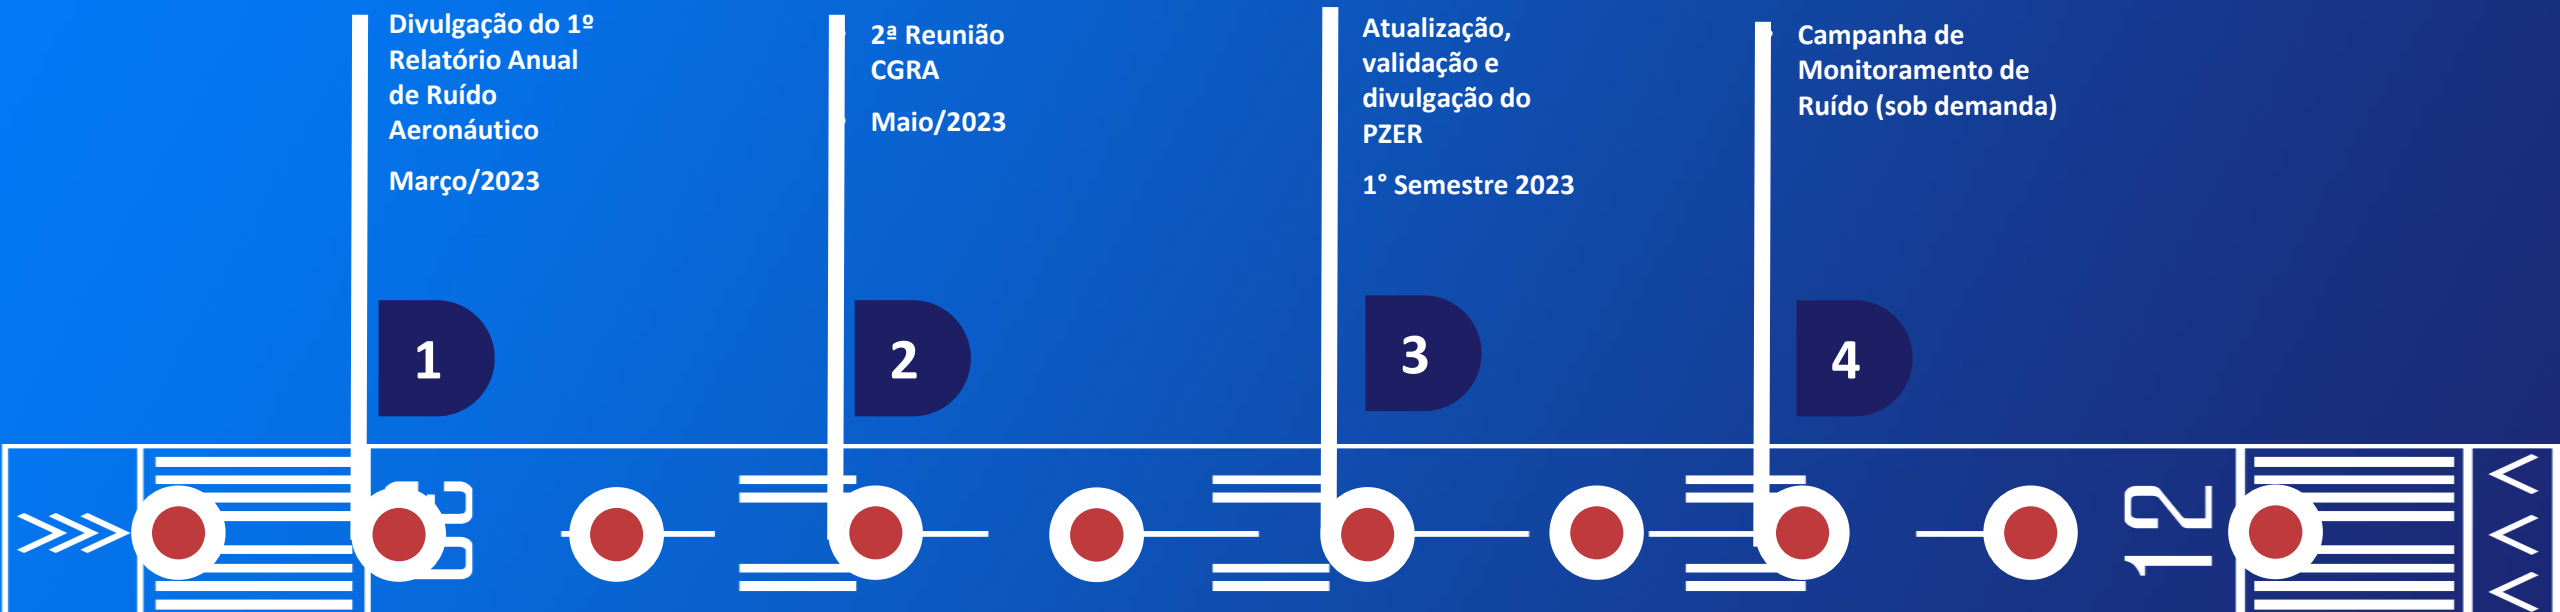 Divulgação do 1º
Relatório Anual
de Ruído
Aeronáutico
Março/2023
1
2ª Reunião
CGRA
Maio/2023
2
Atualização,
validação e
divulgação do
PZER
1° Semestre 2023
3
Campanha de
Monitoramento de
Ruído (sob demanda)
4
12